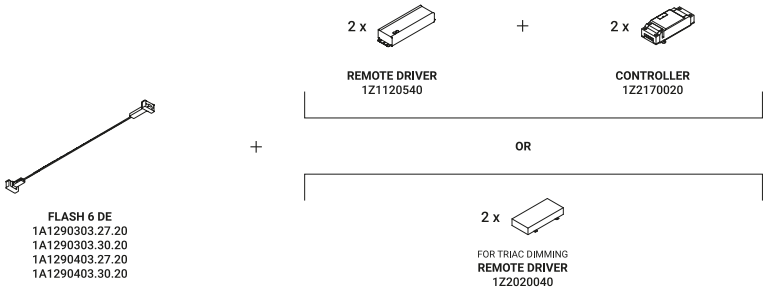 2 x
+
2 x
REMOTE DRIVER
1Z1120540
CONTROLLER
1Z2170020
+
OR
FLASH 6 DE
1A1290303.27.20
1A1290303.30.20
1A1290403.27.20
1A1290403.30.20
2 x
FOR TRIAC DIMMING
REMOTE DRIVER
1Z2020040